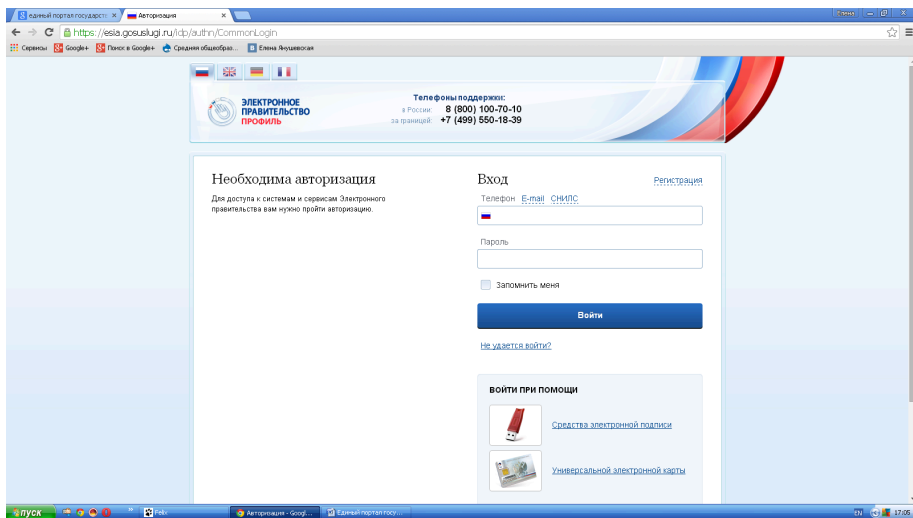 единый портал государст
Авторизация
Елена
https://esia.gosuslugi.ru/idp/authn/CommonLogin
Сервисы
Google+
Поиск в Google+
Средняя общеобраз...
Елена Янушевская
ЭЛЕКТРОННОЕ
ПРАВИТЕЛЬСТВО
ПРОФИЛЬ
Телефоны поддержки:
в России: 8 (800) 100-70-10
за границей: +7 (499) 550-18-39
Необходима авторизация
Для доступа к системам и сервисам Электронного
правительства вам нужно пройти авторизацию.
Вход
Регистрация
Телефон E-mail СНИЛС
Пароль
Запомнить меня
Войти
Не удается войти?
ВОЙТИ ПРИ ПОМОЩИ
Средства электронной подписи
Универсальной электронной карты
пуск
Felix
Авторизация - Googl...
Единый портал госу...
EN
17:05